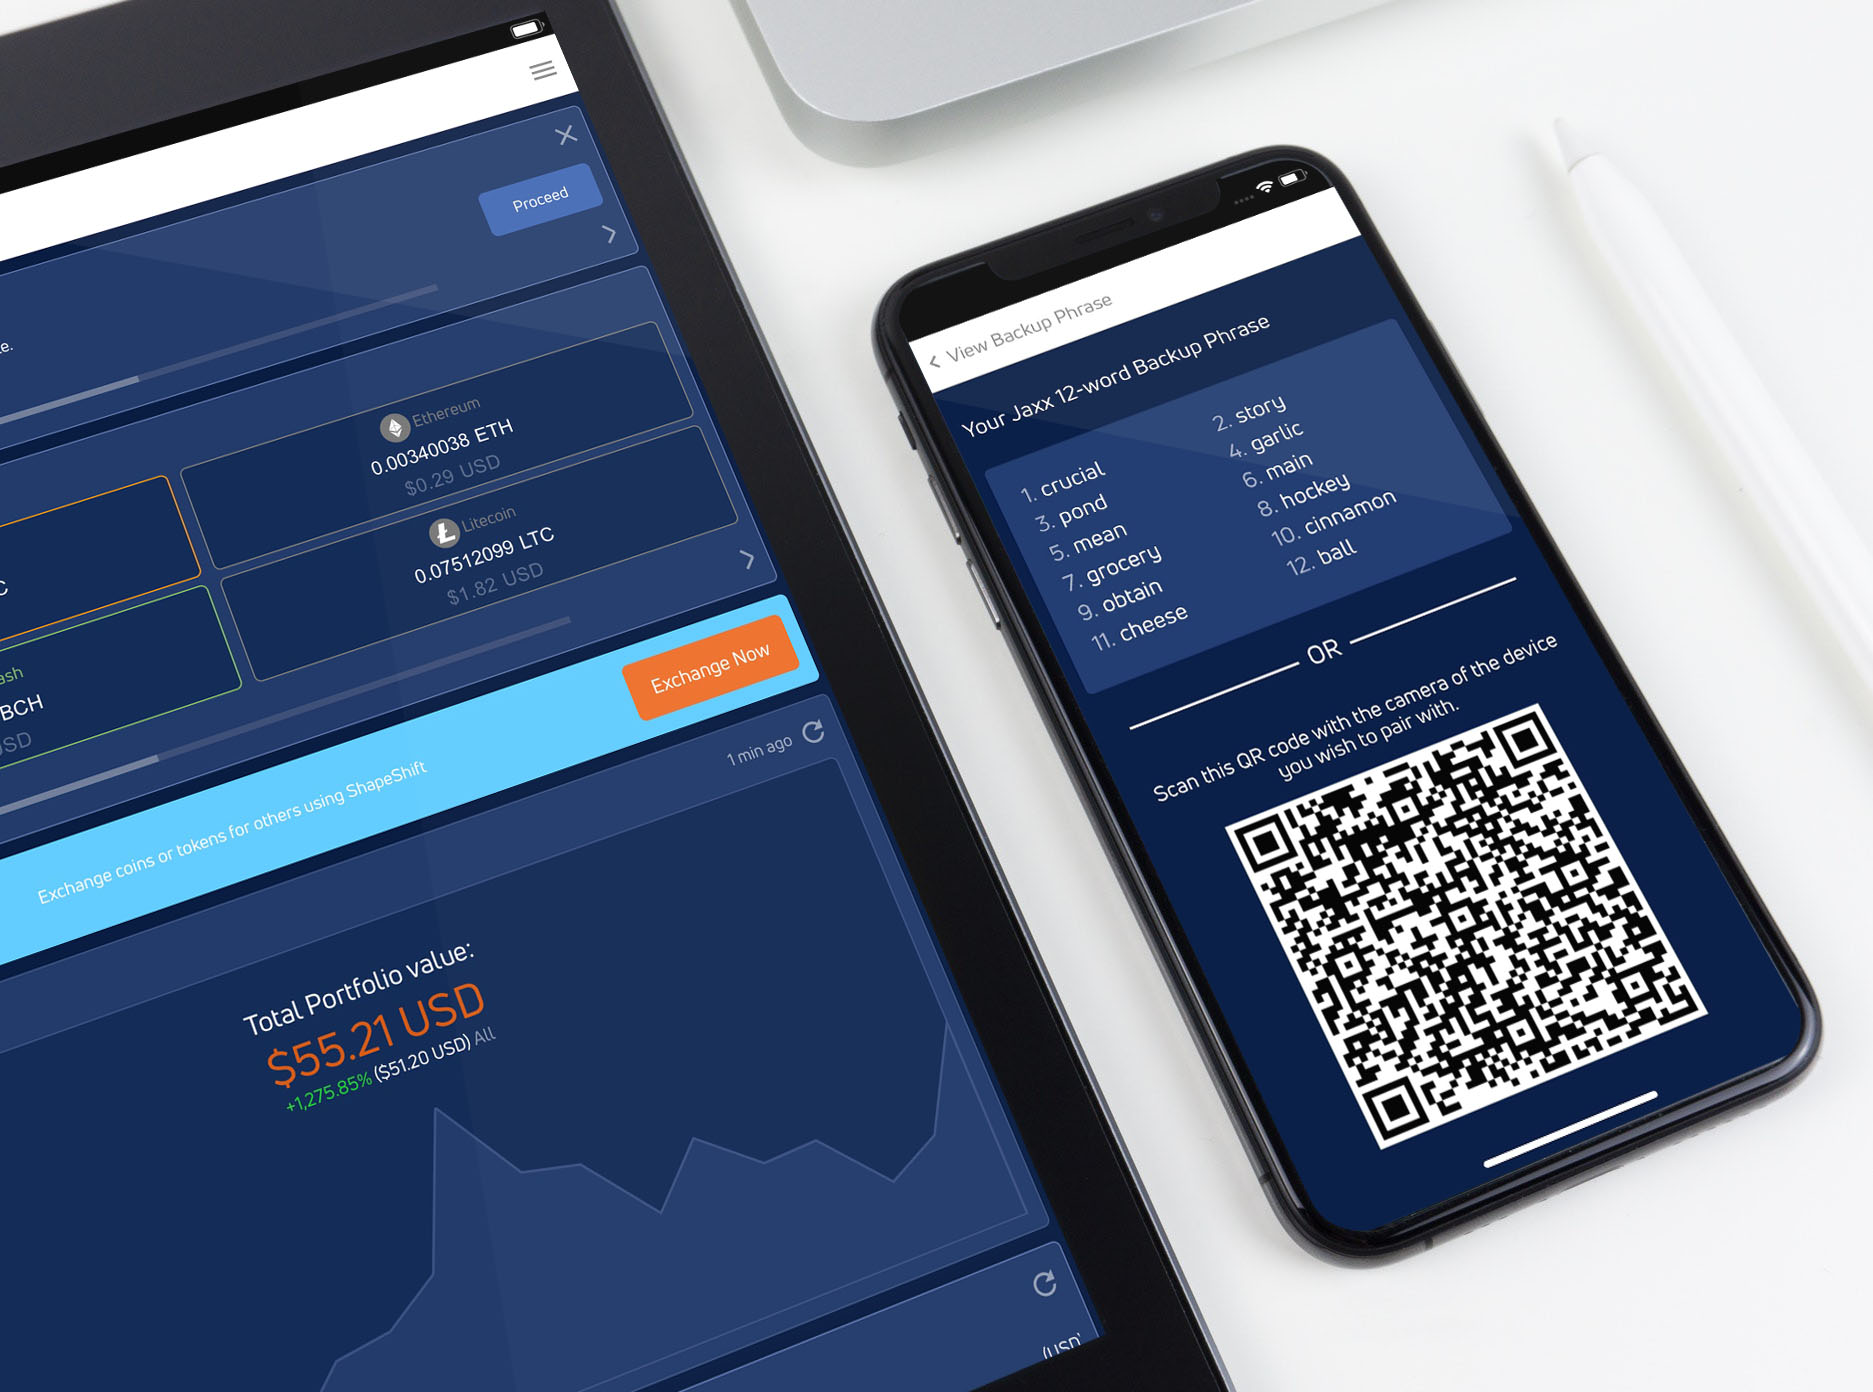 Proceed
Ethereum
0.00340038 ETH
$0.29 USD
Litecoin
0.07512099 LTC
$1.82 USD
BCH
Exchange coins or tokens for others using ShapeShift
Exchange Now
1 min ago
Total Portfolio value:
$55.21 USD
+1,275.85% ($51.20 USD) All
(USD
View Backup Phrase
Your Jaxx 12-word Backup Phrase
1. crucial
2. story
3. pond
4. garlic
5. mean
6. main
7. grocery
8. hockey
9. obtain
10. cinnamon
11. cheese
12. ball
OR
Scan this QR code with the camera of the device
you wish to pair with.